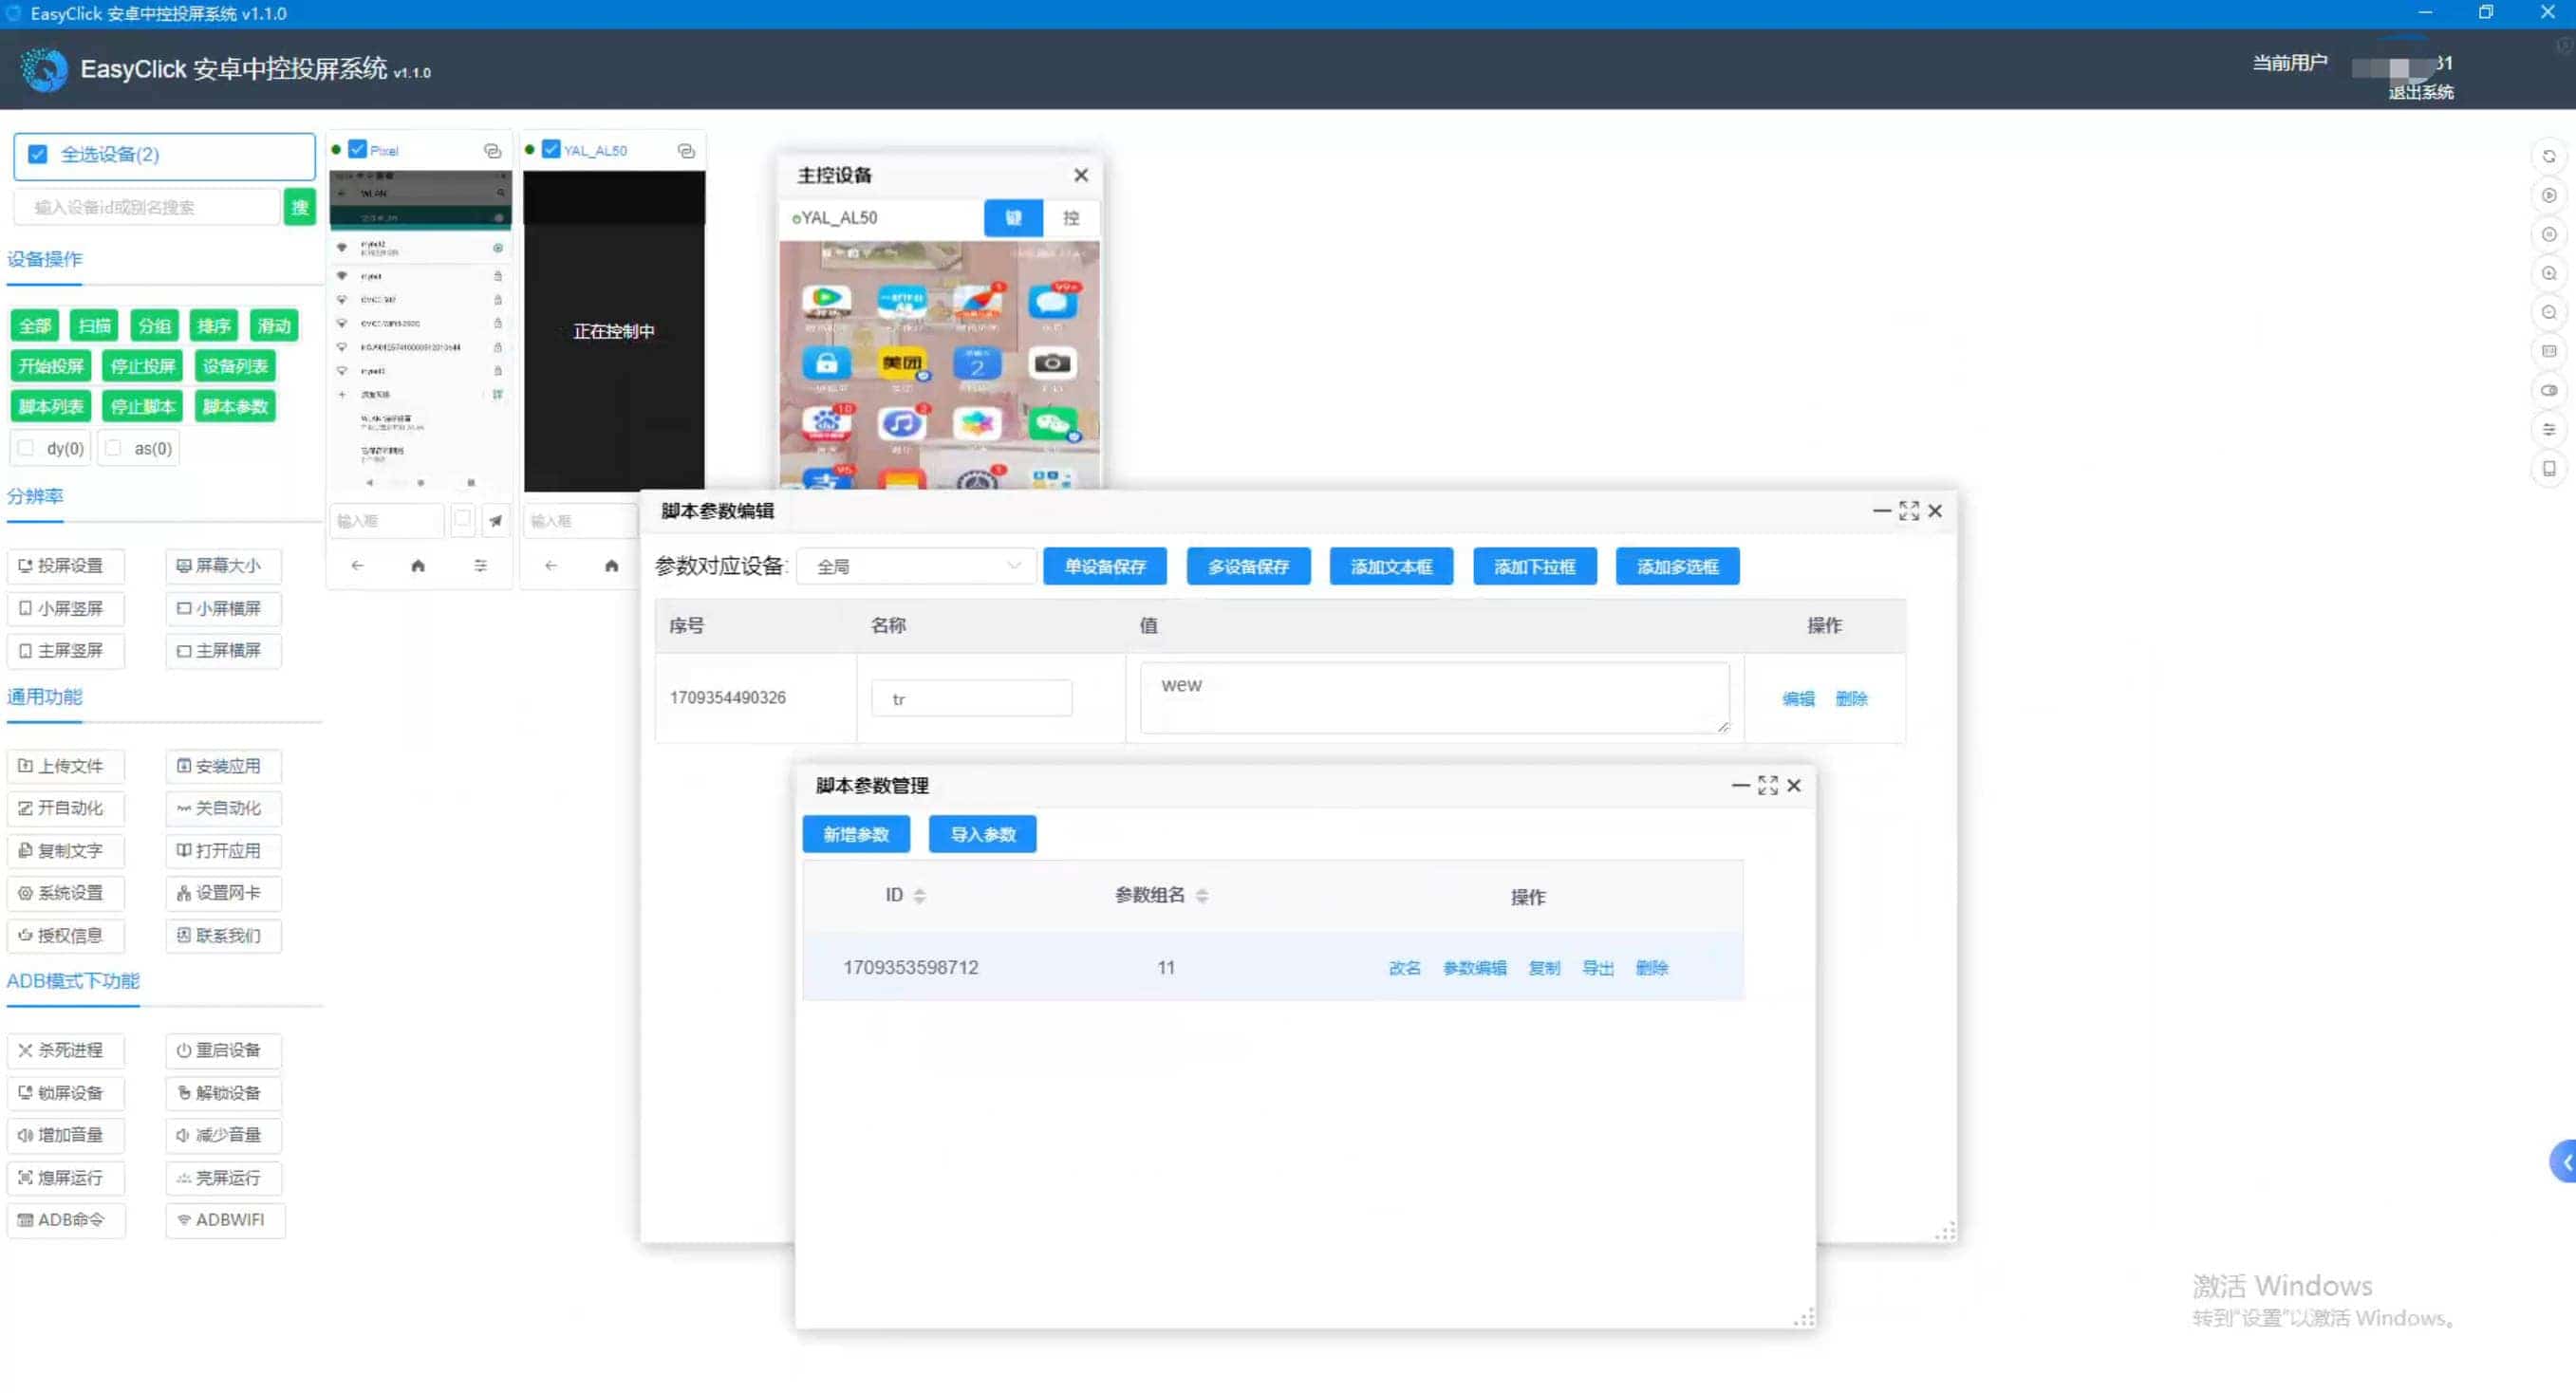 EasyClick 安卓中控投屏系统 v1.1.0
EasyClick 安卓中控投屏系统 v1.1.0
当前用户
31
退出系统
全选设备(2)
输入设备id或别名搜索
搜
设备操作
全部 扫描 分组 排序 滑动
开始投屏 停止投屏 设备列表
脚本列表 停止脚本 脚本参数
dy(0) as(0)
分辨率
投屏设置 屏幕大小
小屏竖屏 小屏横屏
主屏竖屏 主屏横屏
通用功能
上传文件 安装应用
开自动化 关自动化
复制文字 打开应用
系统设置 设置网卡
授权信息 联系我们
ADB模式下功能
杀死进程 重启设备
锁屏设备 解锁设备
增加音量 减少音量
熄屏运行 亮屏运行
ADB命令 ADBWIFI
Pixel
WLAN
输入框
YAL_AL50
正在控制中
输入框
主控设备
YAL_AL50
键 控
99+
美团
2
10
2
95
脚本参数编辑
参数对应设备: 全局 单设备保存 多设备保存 添加文本框 添加下拉框 添加多选框
序号 名称 值 操作
1709354490326 tr wew 编辑 删除
脚本参数管理
新增参数 导入参数
ID 参数组名 操作
1709353598712 11 改名 参数编辑 复制 导出 删除
激活 Windows
转到"设置"以激活 Windows。